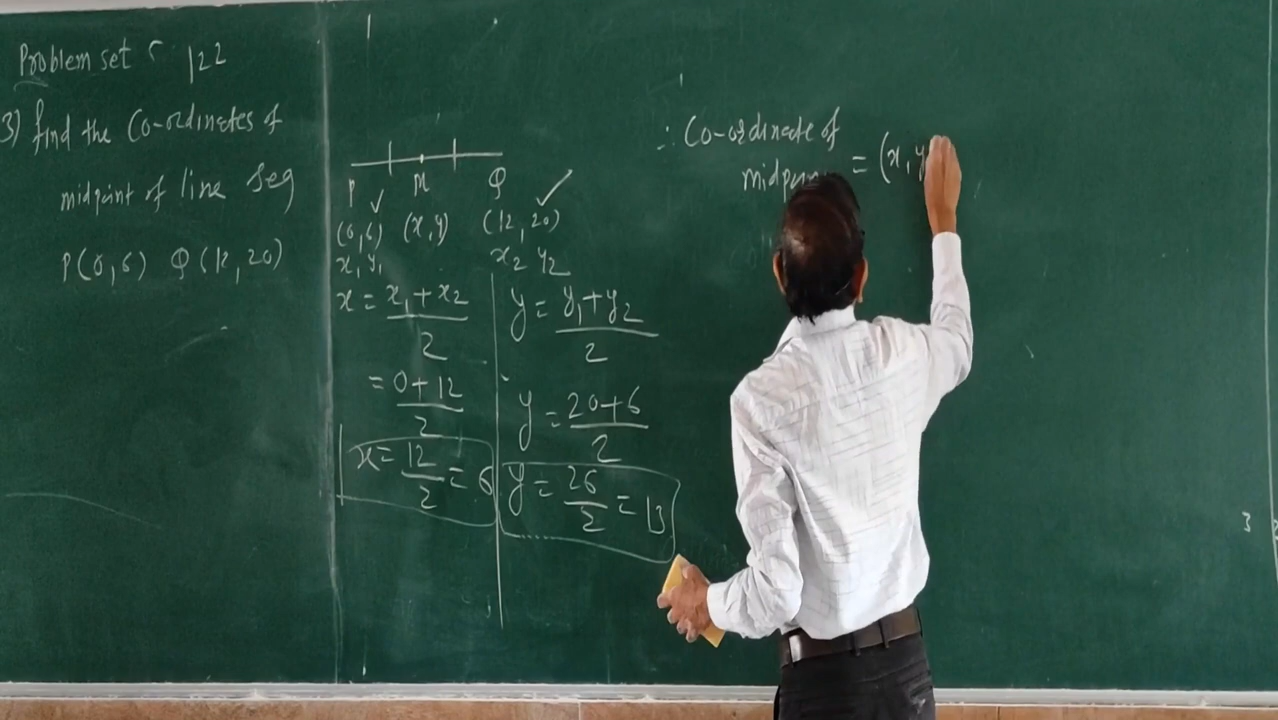 Problem set 5 122
3) find the Co-ordinates of
midpoint of line seg
P(0,6) Q(12,20)
P M Q
(0,6) (x,y) (12,20)
x₁y₁ x₂ y₂
x = x₁+x₂/2
= 0+12/2
x = 12/2 = 6
y = y₁+y₂/2
y = 20+6/2
y = 26/2 = 13
∴ Co-ordinate of
= (x, y
3